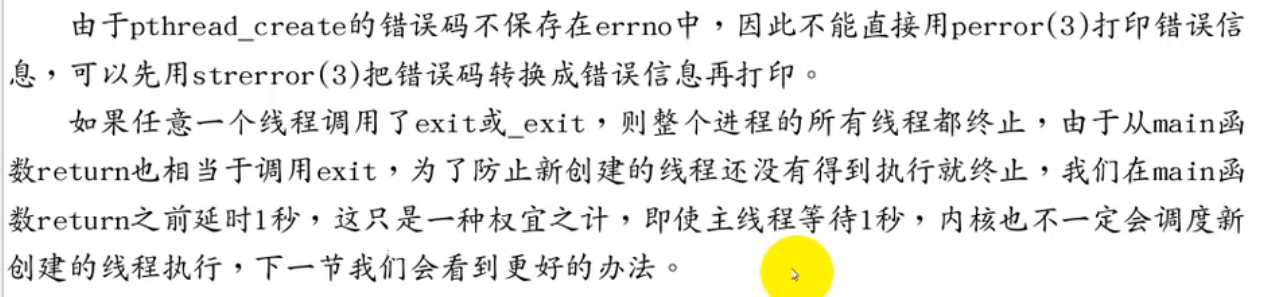 由于pthread_create的错误码不保存在errno中，因此不能直接用perror(3)打印错误信
息，可以先用strerror(3)把错误码转换成错误信息再打印。
如果任意一个线程调用了exit或_exit，则整个进程的所有线程都终止，由于从main函
数return也相当于调用exit，为了防止新创建的线程还没有得到执行就终止，我们在main函
数return之前延时1秒，这只是一种权宜之计，即使主线程等待1秒，内核也不一定会调度新
创建的线程执行，下一节我们会看到更好的办法。